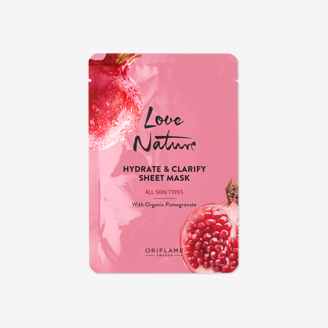 Love
Nature
HYDRATE & CLARIFY
SHEET MASK
ALL SKIN TYPES
With Organic Pomegranate
ORIFLAME
SWEDEN